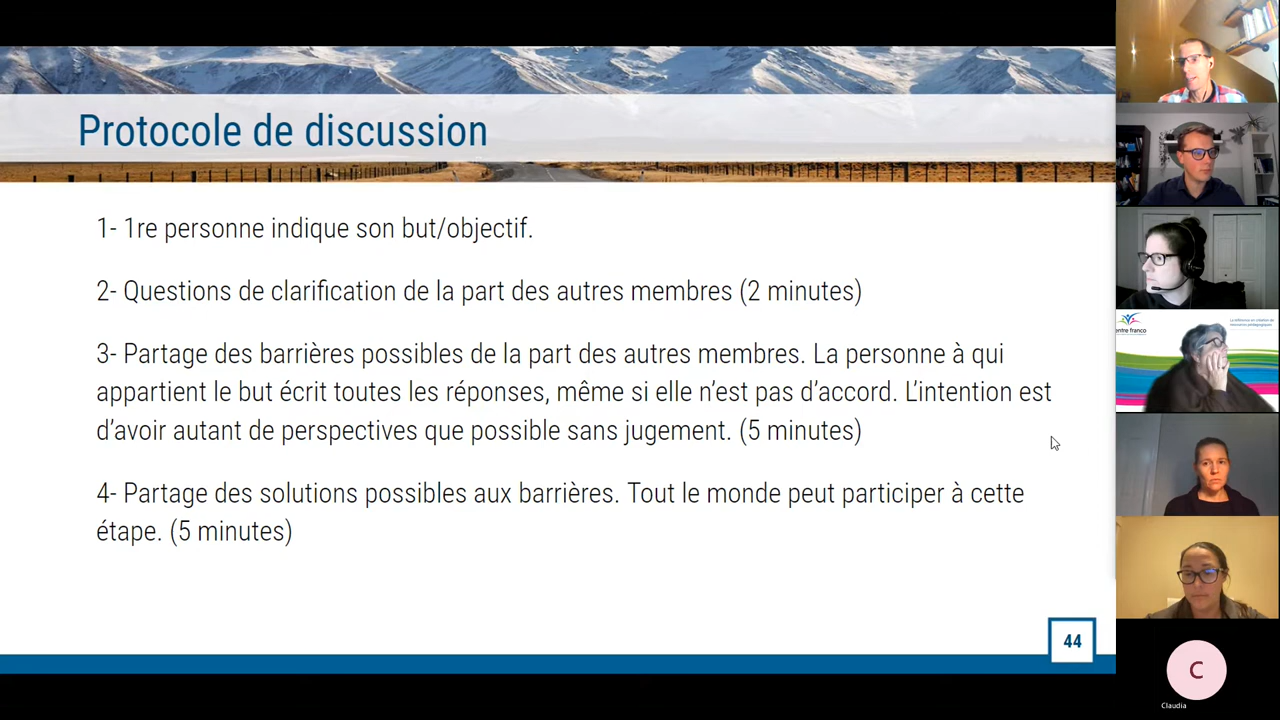 Protocole de discussion
1- 1re personne indique son but/objectif.
2- Questions de clarification de la part des autres membres (2 minutes)
3- Partage des barrières possibles de la part des autres membres. La personne à qui
appartient le but écrit toutes les réponses, même si elle n'est pas d'accord. L'intention est
d'avoir autant de perspectives que possible sans jugement. (5 minutes)
4- Partage des solutions possibles aux barrières. Tout le monde peut participer à cette
étape. (5 minutes)
44
entre franco
C
Claudia